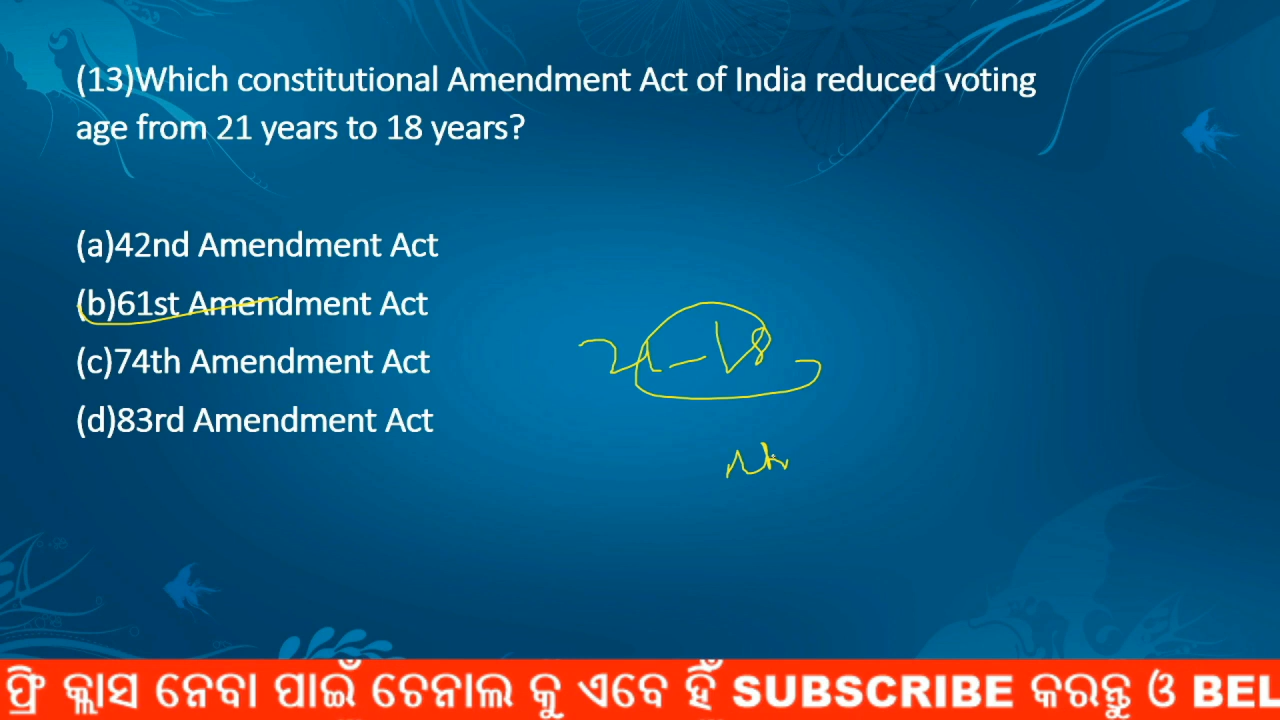 (13)Which constitutional Amendment Act of India reduced voting
age from 21 years to 18 years?
(a)42nd Amendment Act
(b)61st Amendment Act
(c)74th Amendment Act
(d)83rd Amendment Act
21-18
ଫ୍ରି କ୍ଲାସ ନେବା ପାଇଁ ଚେନାଲ କୁ ଏବେ ହିଁ SUBSCRIBE କରନ୍ତୁ ଓ BEL